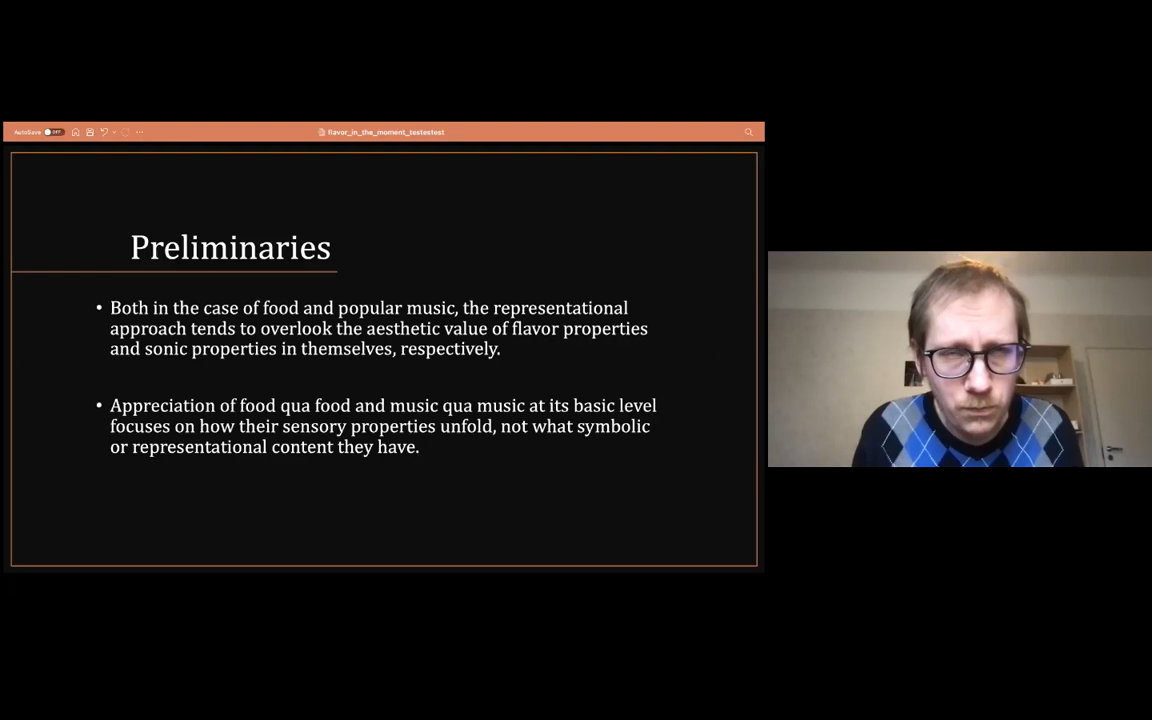 AutoSave OFF
flavor_in_the_moment_testestest
Preliminaries
• Both in the case of food and popular music, the representational
approach tends to overlook the aesthetic value of flavor properties
and sonic properties in themselves, respectively.
• Appreciation of food qua food and music qua music at its basic level
focuses on how their sensory properties unfold, not what symbolic
or representational content they have.